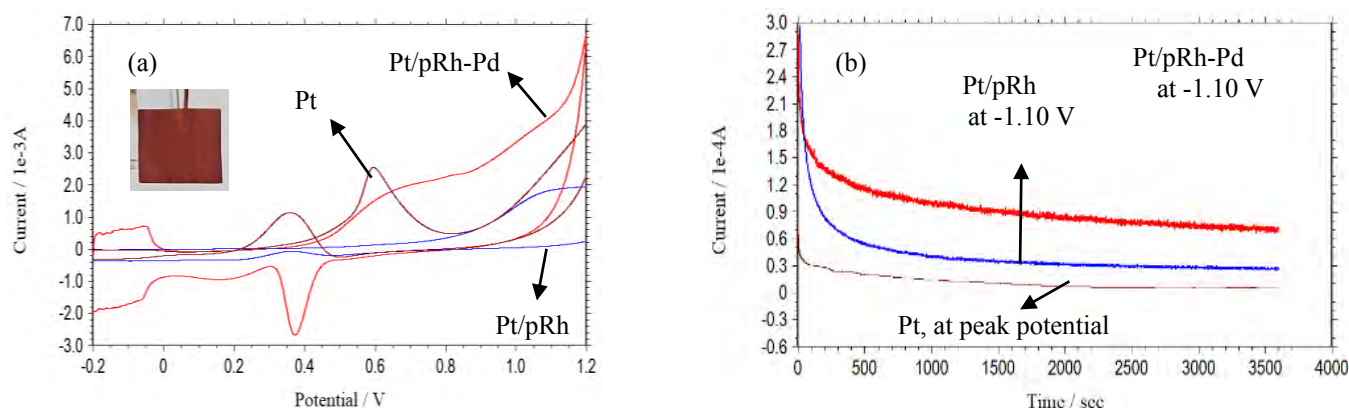 (a)
Pt/pRh-Pd
Pt
Pt/pRh
7.0
6.0
5.0
4.0
3.0
2.0
1.0
0
-1.0
-2.0
-3.0
Current / 1e-3A
-0.2
0
0.2
0.4
0.6
0.8
1.0
1.2
Potential / V
(b)
Pt/pRh
at -1.10 V
Pt/pRh-Pd
at -1.10 V
Pt, at peak potential
3.0
2.7
2.4
2.1
1.8
1.5
1.2
0.9
0.6
0.3
0
-0.3
-0.6
Current / 1e-4A
0
500
1000
1500
2000
2500
3000
3500
4000
Time / sec